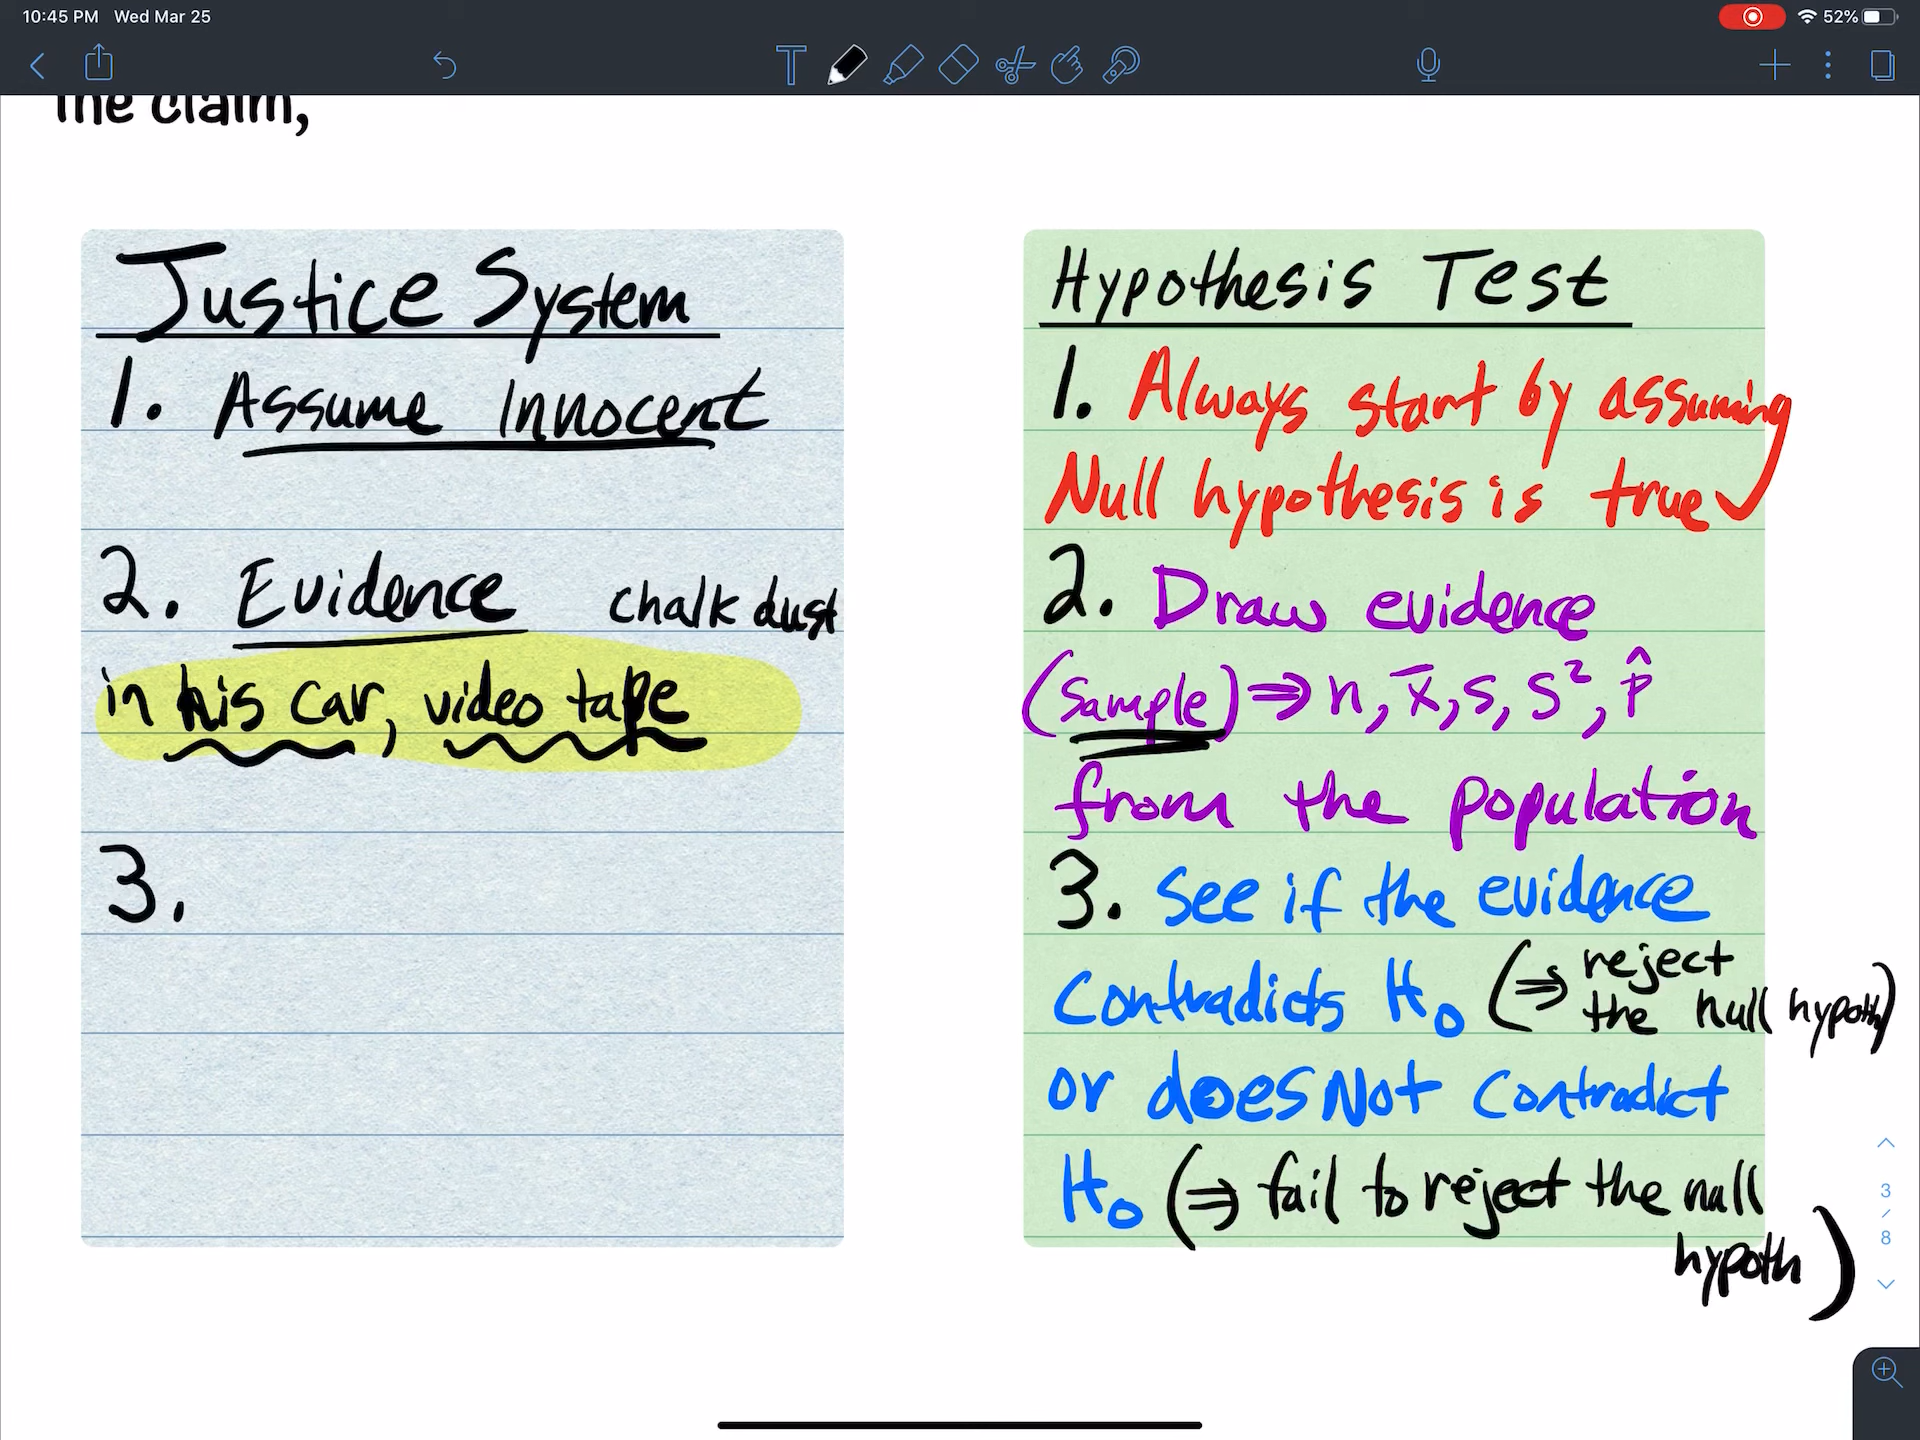 10:45 PM Wed Mar 25
52%
the claim,
Justice System
1. Assume Innocent
2. Evidence chalk dust
in his car, video tape
3.
Hypothesis Test
1. Always start by assuming
Null hypothesis is true
2. Draw evidence
(Sample) ⇒ n, x̄, s, s², p̂
from the population
3. See if the evidence
Contradicts H₀ (⇒ reject
the null hypoth)
or does Not contradict
H₀ (⇒ fail to reject the null
hypoth)
3
/
8